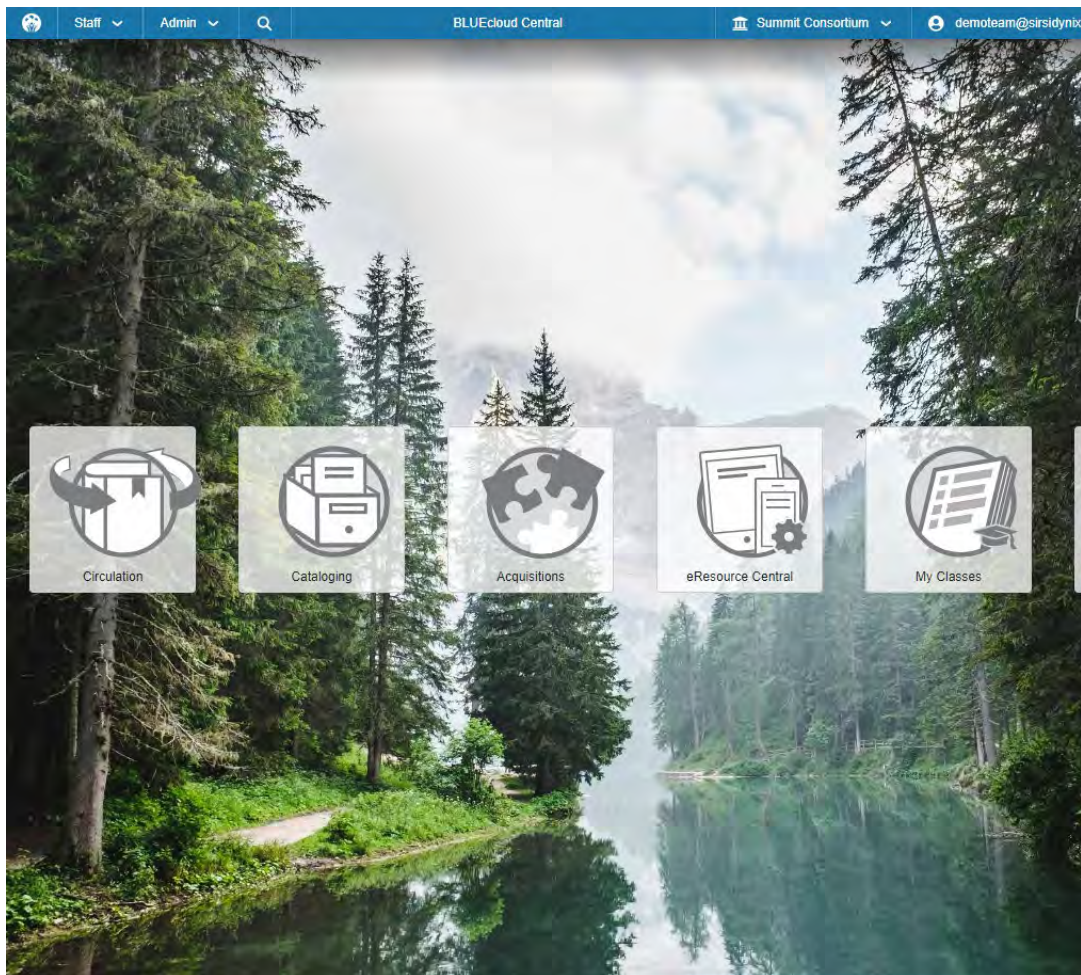 Staff Admin BLUEcloud Central Summit Consortium demoteam@sirsidynix
Circulation Cataloging Acquisitions eResource Central My Classes